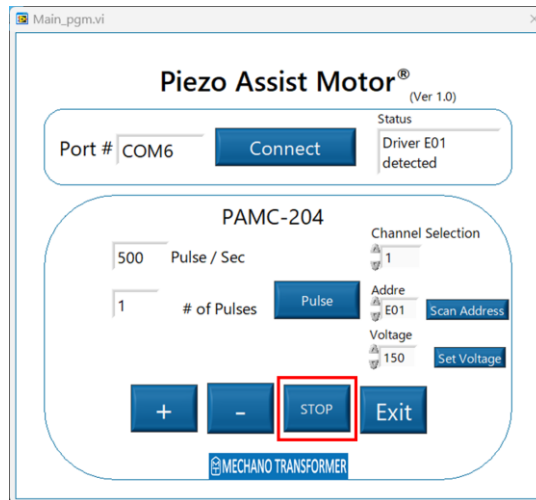 Main_pgm.vi
Piezo Assist Motor®
(Ver 1.0)
Port # COM6 Connect
Status
Driver E01
detected
PAMC-204
Channel Selection
1
500 Pulse / Sec
1 # of Pulses Pulse
Addre
E01 Scan Address
Voltage
150 Set Voltage
+ - STOP Exit
MECHANO TRANSFORMER